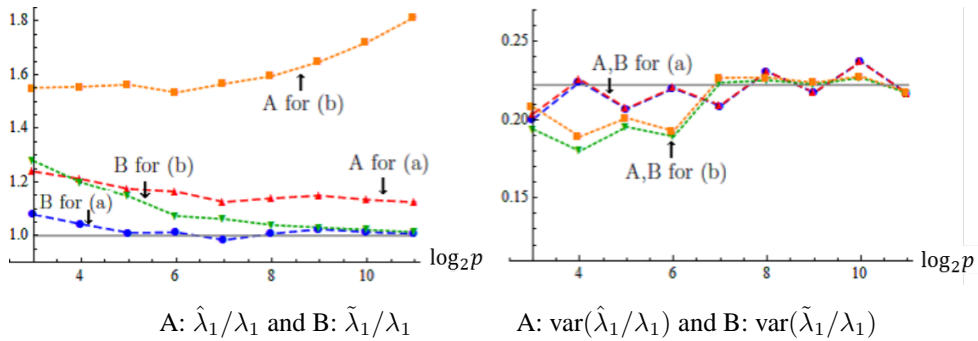 1.8
1.6
A for (b)
1.4
B for (b)
A for (a)
1.2
B for (a)
1.0
4 6 8 10
log₂p
A: λ̂₁/λ₁ and B: λ̃₁/λ₁
0.25
A,B for (a)
0.20
A,B for (b)
0.15
4 6 8 10
log₂p
A: var(λ̂₁/λ₁) and B: var(λ̃₁/λ₁)